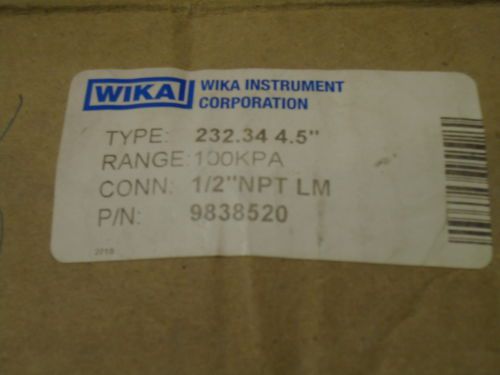 WIKA
WIKA INSTRUMENT
CORPORATION
TYPE: 232.34 4.5"
RANGE: 100KPA
CONN: 1/2"NPT LM
P/N: 9838520